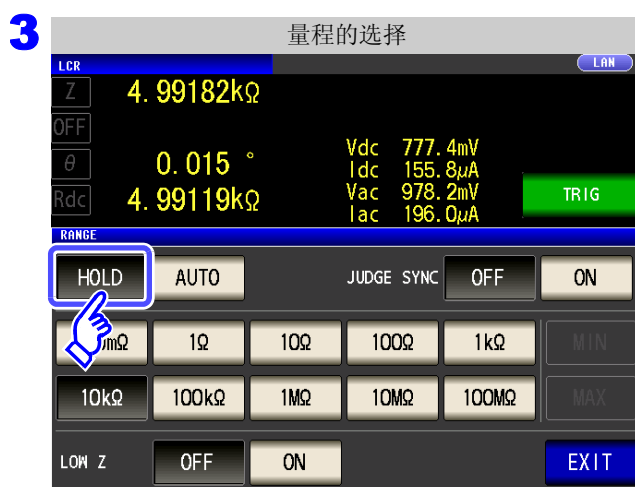 3
量程的选择
LCR
LAN
Z 4.99182kΩ
OFF
θ 0.015 °
Rdc 4.99119kΩ
Vdc 777.4mV
Idc 155.8μA
Vac 978.2mV
Iac 196.0μA
TRIG
RANGE
HOLD AUTO JUDGE SYNC OFF ON
mΩ 1Ω 10Ω 100Ω 1kΩ MIN
10kΩ 100kΩ 1MΩ 10MΩ 100MΩ MAX
LOW Z OFF ON EXIT